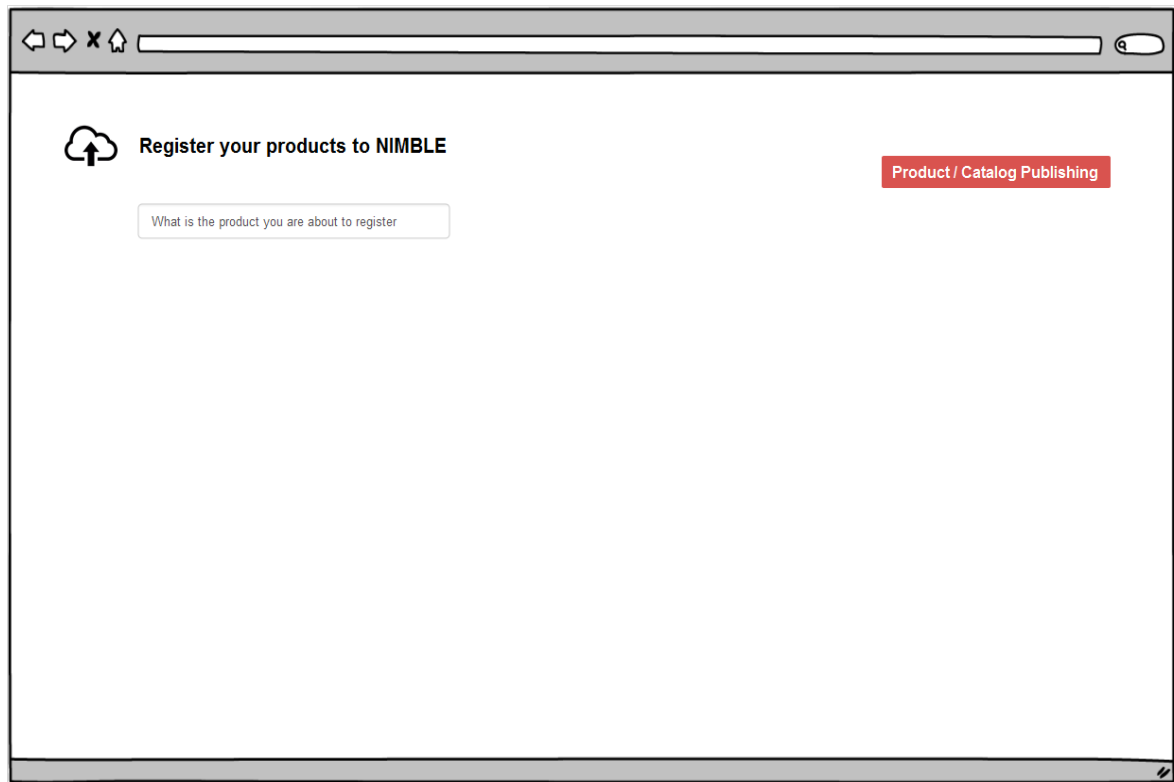 Register your products to NIMBLE
Product / Catalog Publishing
What is the product you are about to register